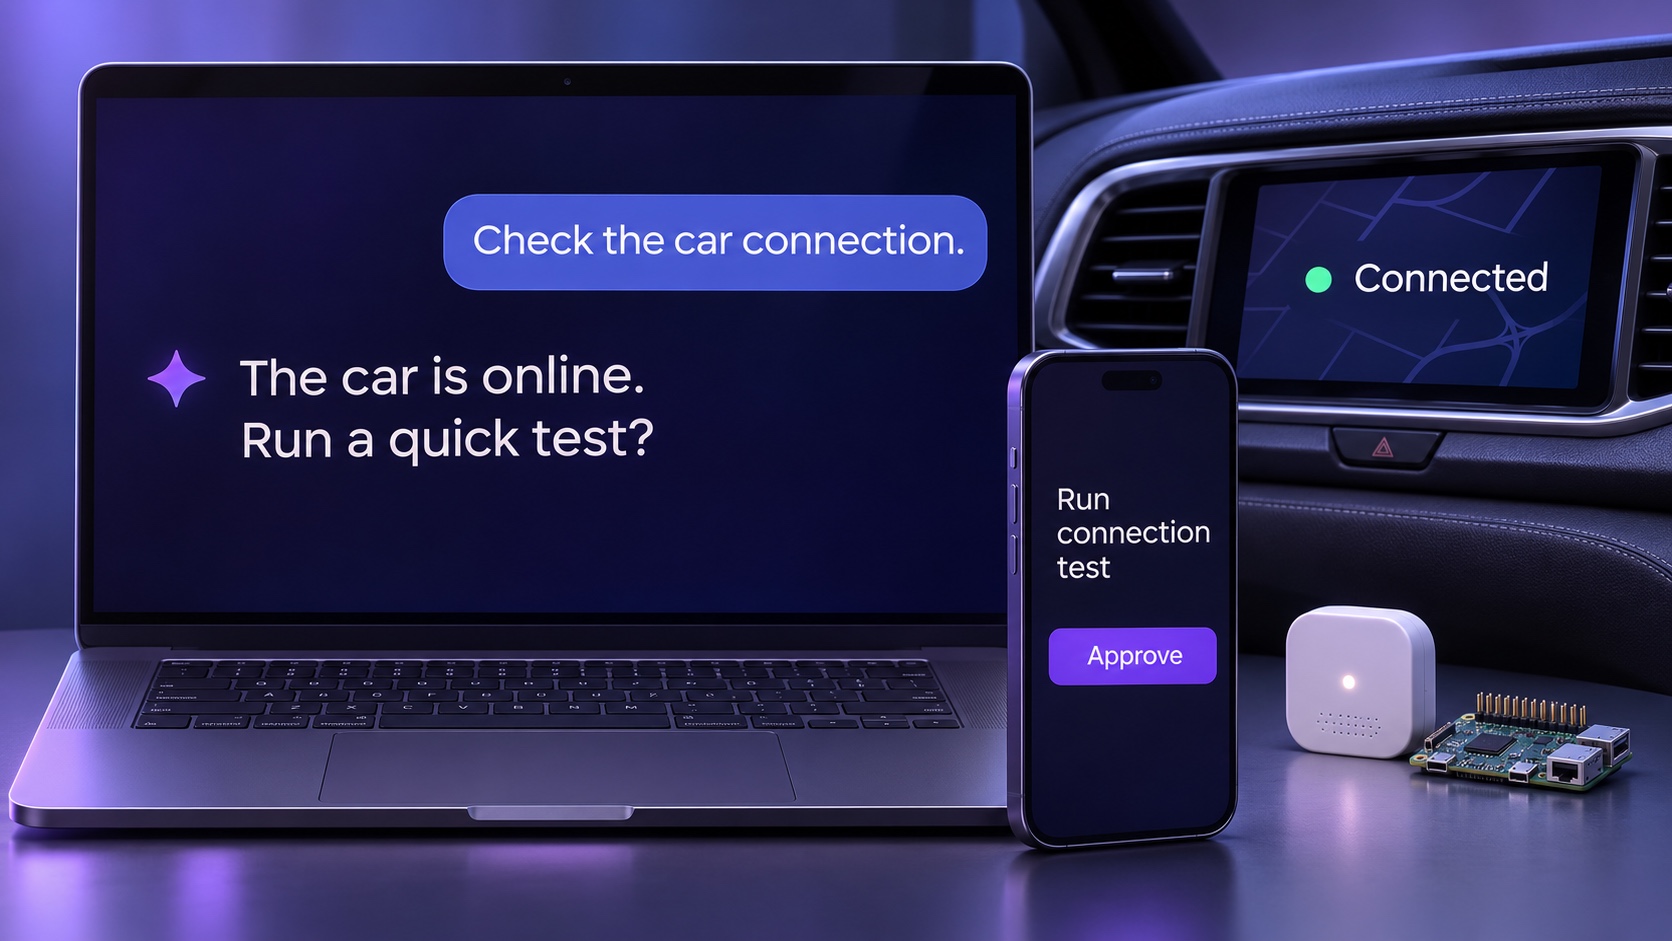 Check the car connection.
The car is online.
Run a quick test?
Connected
Run
connection
test
Approve